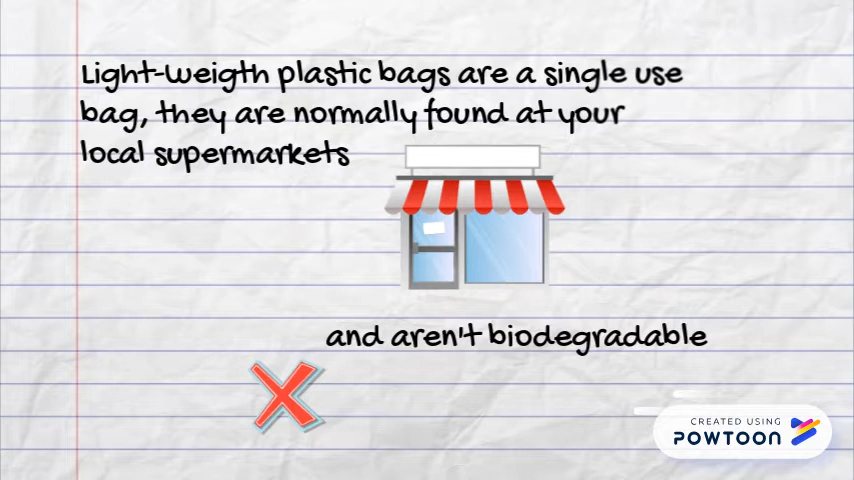 Light-weigth plastic bags are a single use
bag, they are normally found at your
local supermarkets
and aren't biodegradable
CREATED USING
POWTOON